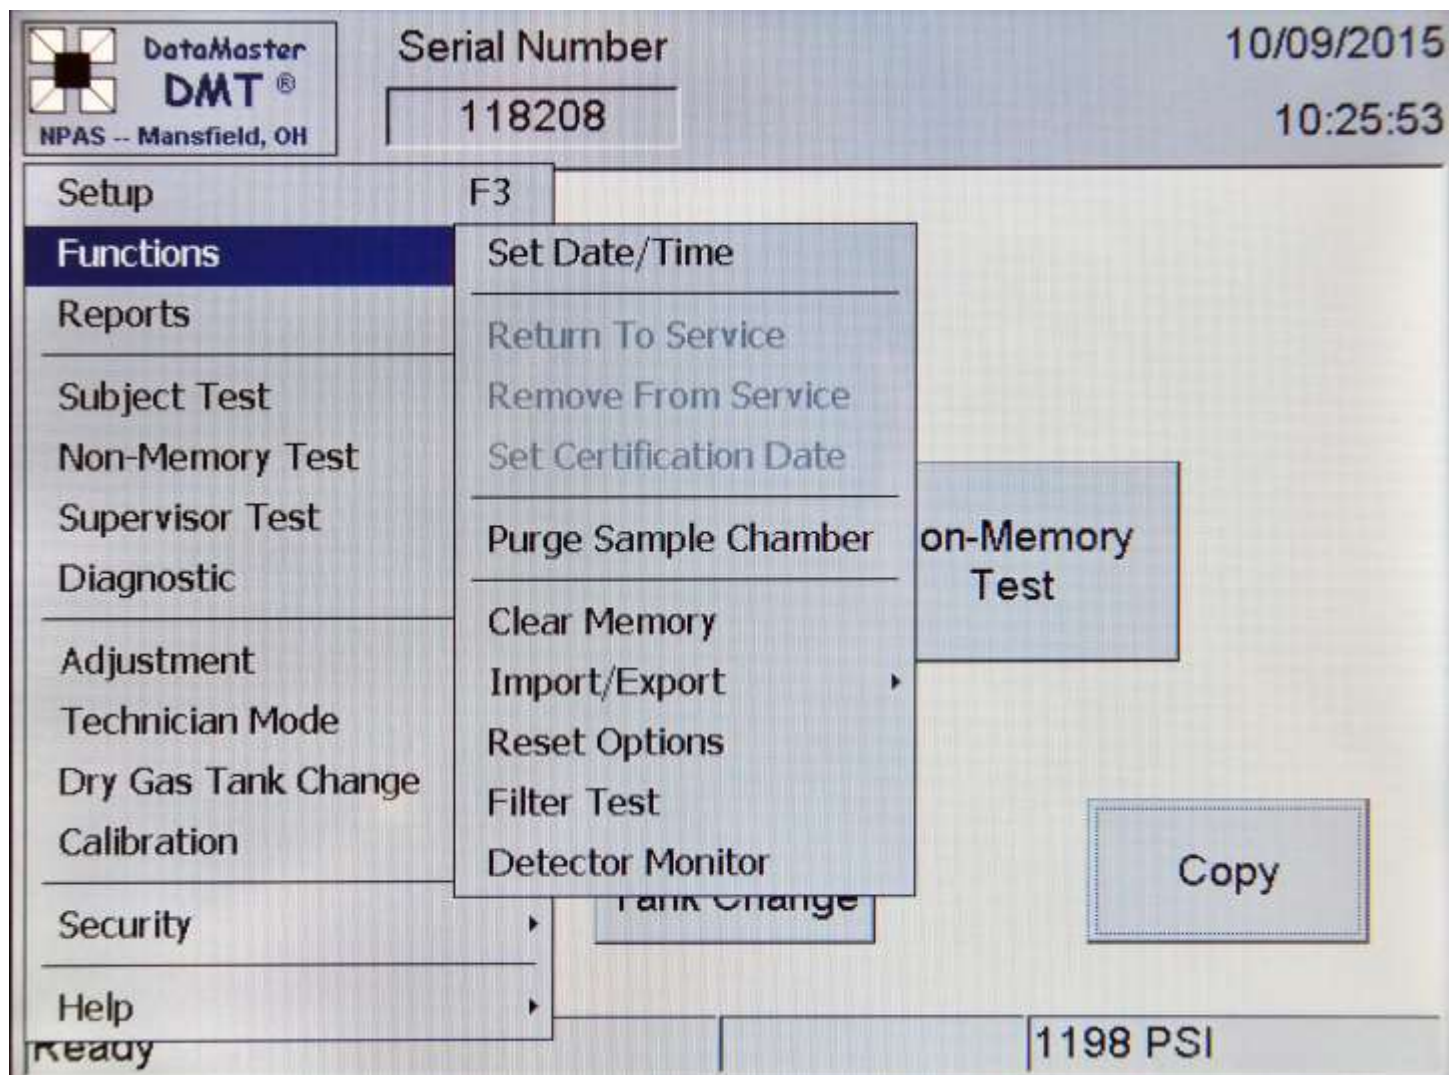 DataMaster
DMT ®
NPAS -- Mansfield, OH
Serial Number
118208
10/09/2015
10:25:53
Setup F3
Functions
Reports
Subject Test
Non-Memory Test
Supervisor Test
Diagnostic
Adjustment
Technician Mode
Dry Gas Tank Change
Calibration
Security
Help
Set Date/Time
Return To Service
Remove From Service
Set Certification Date
Purge Sample Chamber
Clear Memory
Import/Export
Reset Options
Filter Test
Detector Monitor
on-Memory
Test
Tank Change
Copy
Ready
1198 PSI